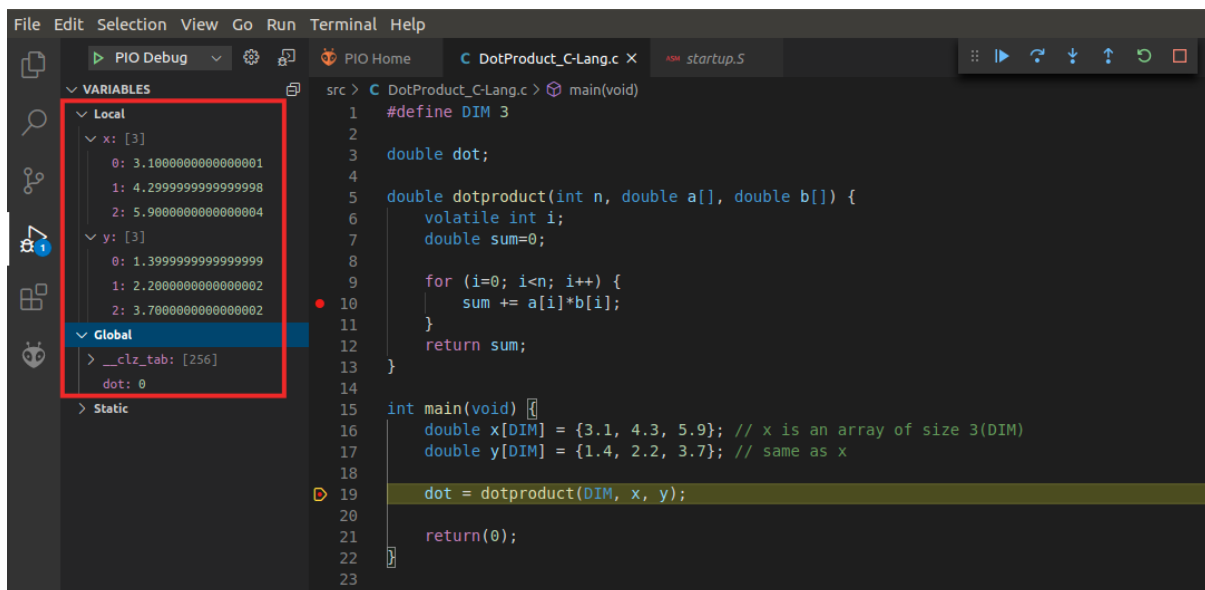 File Edit Selection View Go Run Terminal Help
PIO Debug
PIO Home
C DotProduct_C-Lang.c
ASM startup.S
VARIABLES
Local
x: [3]
0: 3.1000000000000001
1: 4.2999999999999998
2: 5.9000000000000004
y: [3]
0: 1.3999999999999999
1: 2.2000000000000002
2: 3.7000000000000002
Global
__clz_tab: [256]
dot: 0
Static
1
src > C DotProduct_C-Lang.c > main(void)
1 #define DIM 3
2
3 double dot;
4
5 double dotproduct(int n, double a[], double b[]) {
6 volatile int i;
7 double sum=0;
8
9 for (i=0; i<n; i++) {
10 sum += a[i]*b[i];
11 }
12 return sum;
13 }
14
15 int main(void) {
16 double x[DIM] = {3.1, 4.3, 5.9}; // x is an array of size 3(DIM)
17 double y[DIM] = {1.4, 2.2, 3.7}; // same as x
18
19 dot = dotproduct(DIM, x, y);
20
21 return(0);
22 }
23